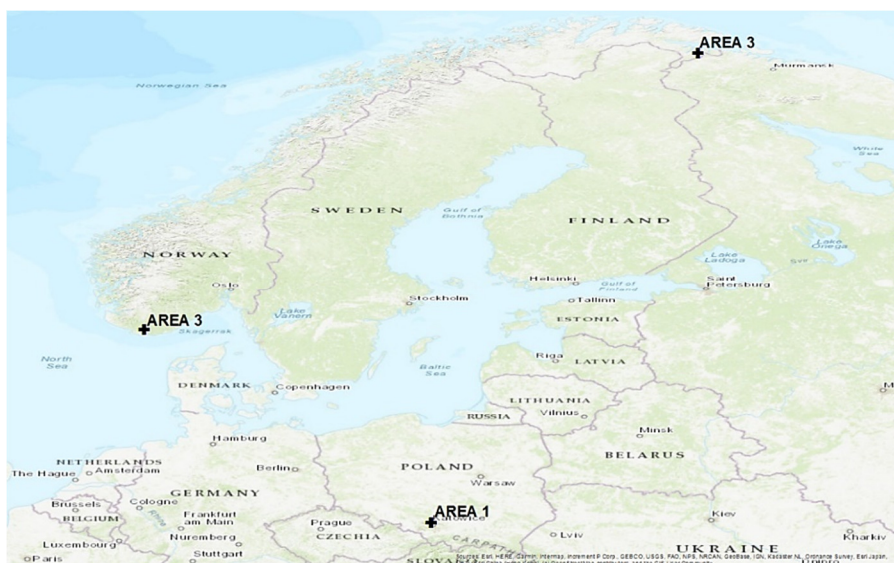 AREA 3
Murmansk
Norwegian Sea
White
Sea
SWEDEN
Gulf of
Bothnia
FINLAND
Lake
Onega
NORWAY
Lake
Ladoga
Oslo
Helsinki
Gulf of
Finland
Saint
Petersburg
Stockholm
Tallinn
Lake
Vanern
AREA 3
Skagerrak
ESTONIA
North
Sea
Riga
LATVIA
Baltic
Sea
DENMARK
Copenhagen
LITHUANIA
Vilnius
RUSSIA
Minsk
Hamburg
BELARUS
NETHERLANDS
The Hague
Amsterdam
Berlin
POLAND
Warsaw
Cologne
GERMANY
Brussels
BELGIUM
AREA 1
Frankfurt
am Main
Prague
CZECHIA
Kiev
Luxembourg
Nuremberg
Lviv
Kharkiv
Stuttgart
UKRAINE
Paris